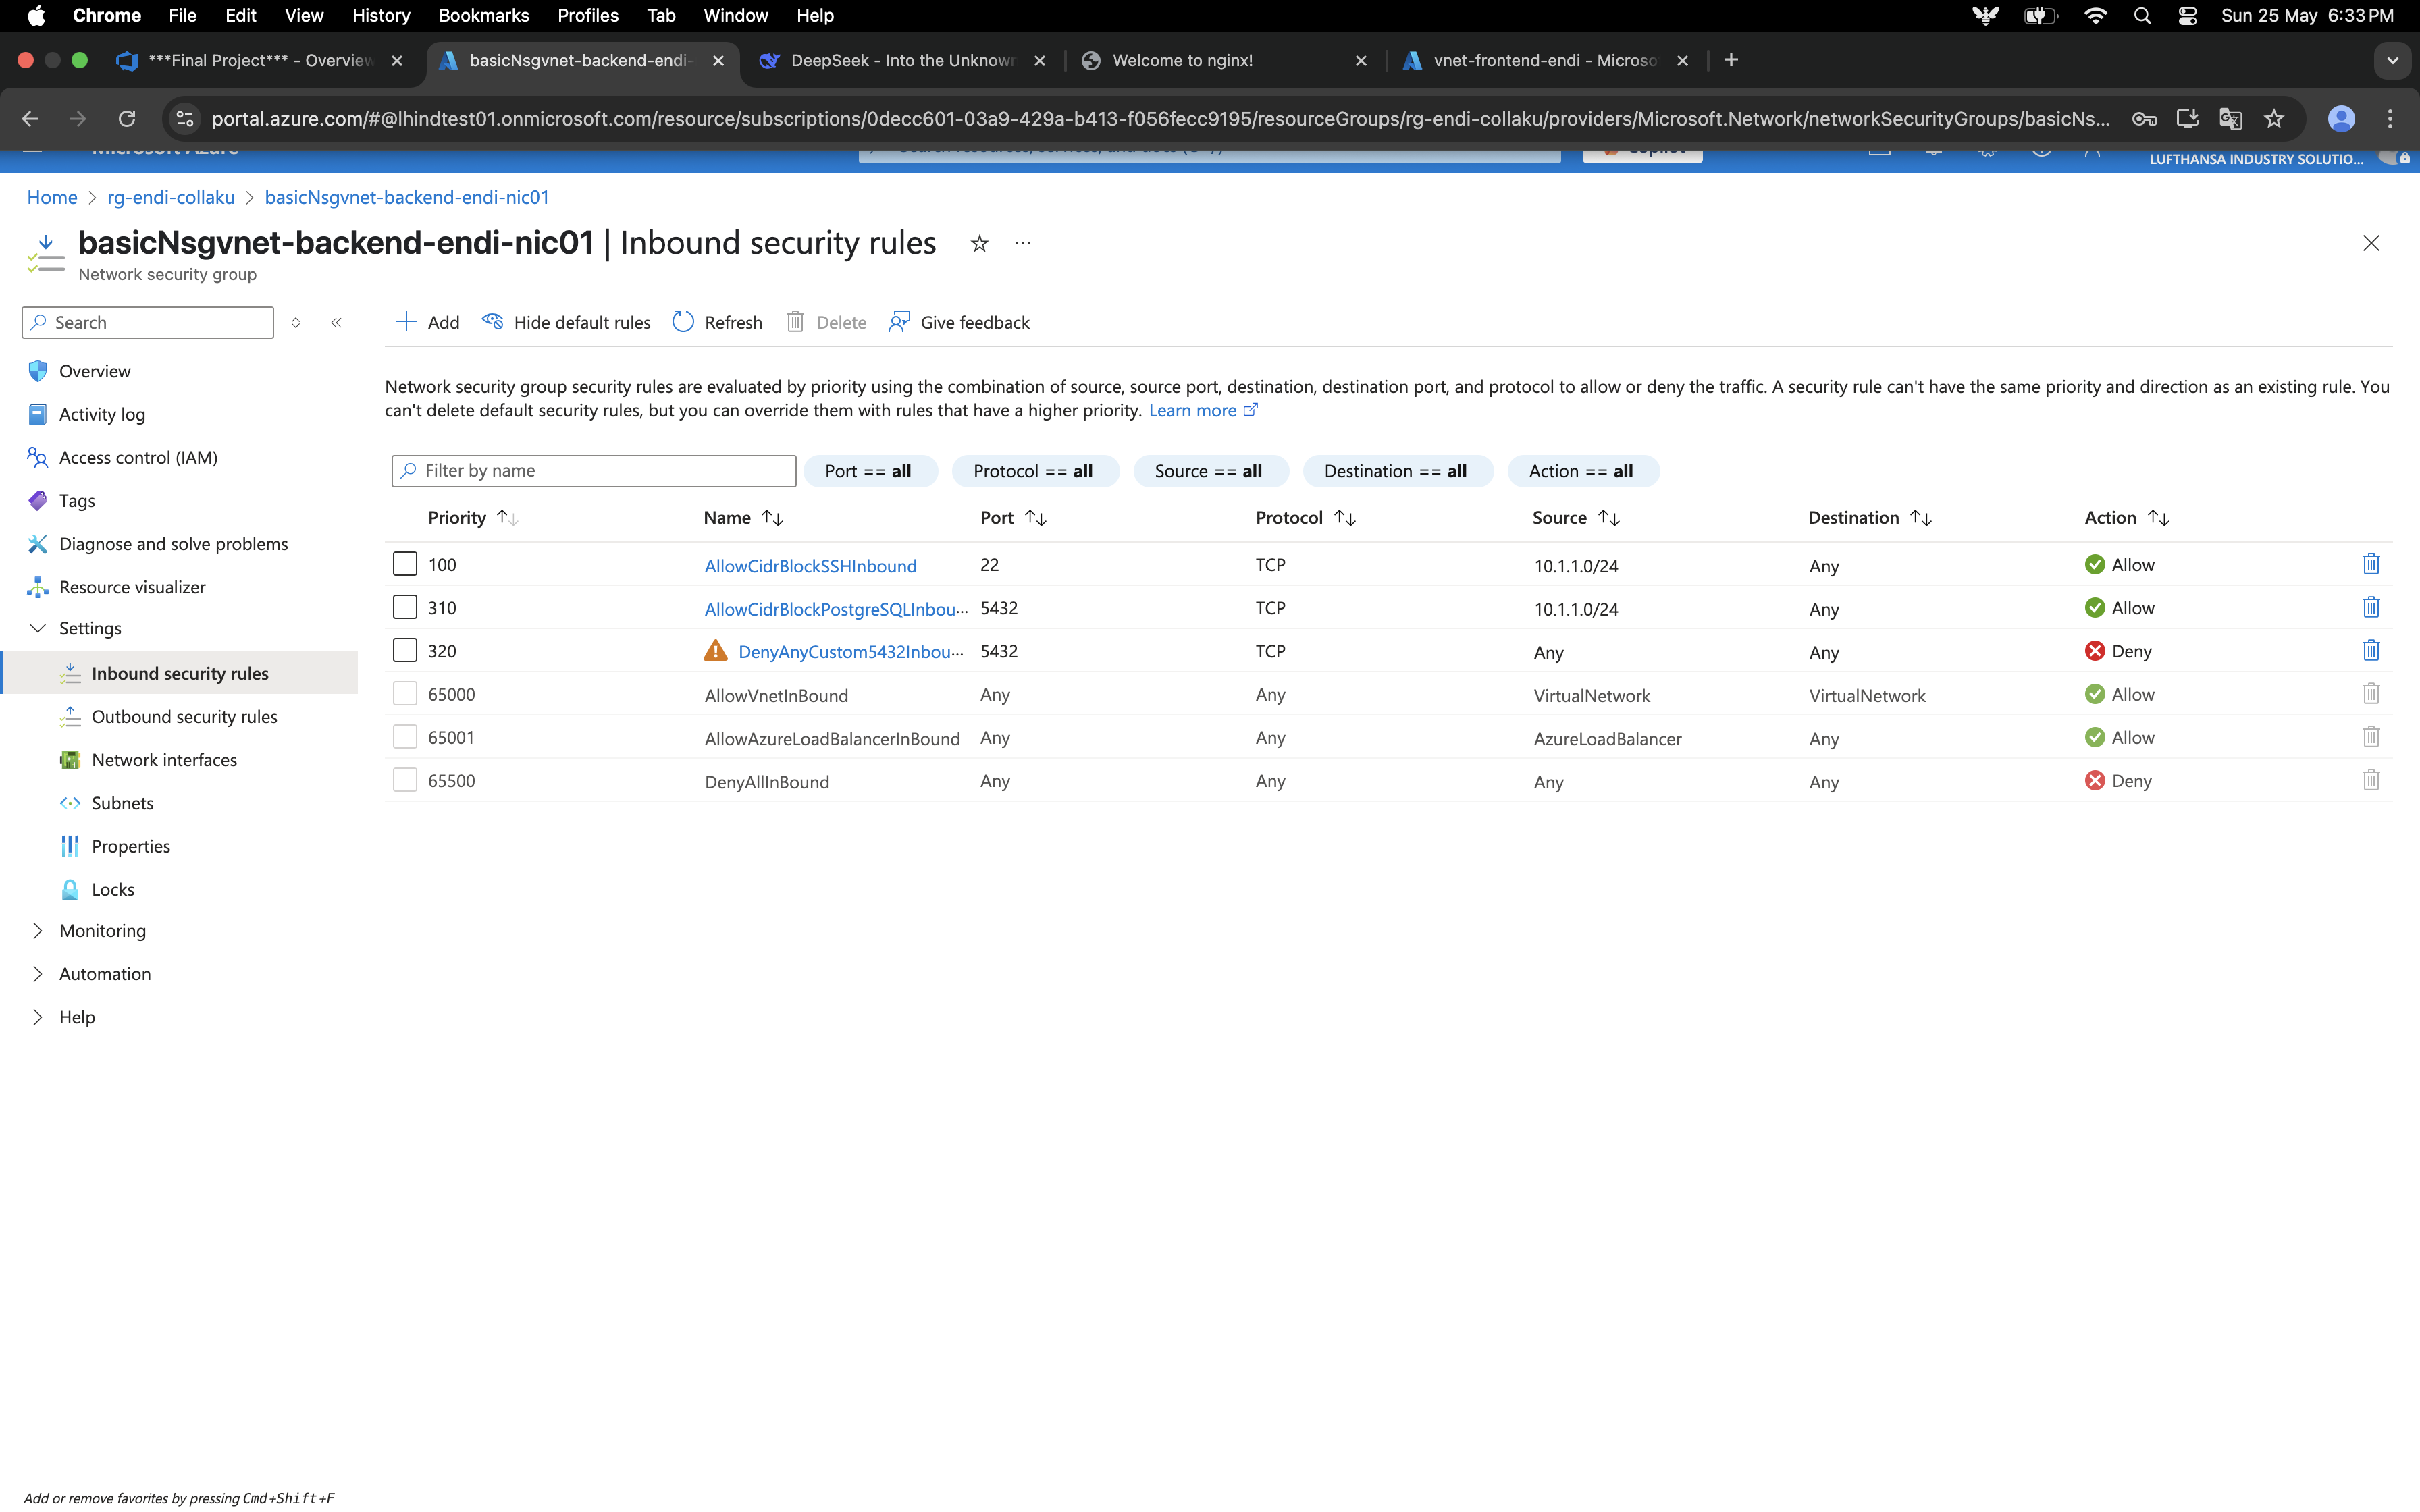 Chrome File Edit View History Bookmarks Profiles Tab Window Help Sun 25 May 6:33 PM
***Final Project*** - Overview basicNsgvnet-backend-endi- DeepSeek - Into the Unknown Welcome to nginx! vnet-frontend-endi - Microso
portal.azure.com/#@lhindtest01.onmicrosoft.com/resource/subscriptions/0decc601-03a9-429a-b413-f056fecc9195/resourceGroups/rg-endi-collaku/providers/Microsoft.Network/networkSecurityGroups/basicNs...
LUFTHANSA INDUSTRY SOLUTIO...
Home > rg-endi-collaku > basicNsgvnet-backend-endi-nic01
basicNsgvnet-backend-endi-nic01 | Inbound security rules
Network security group
Search
Overview
Activity log
Access control (IAM)
Tags
Diagnose and solve problems
Resource visualizer
Settings
Inbound security rules
Outbound security rules
Network interfaces
Subnets
Properties
Locks
Monitoring
Automation
Help
Add Hide default rules Refresh Delete Give feedback
Network security group security rules are evaluated by priority using the combination of source, source port, destination, destination port, and protocol to allow or deny the traffic. A security rule can't have the same priority and direction as an existing rule. You
can't delete default security rules, but you can override them with rules that have a higher priority. Learn more
Filter by name Port == all Protocol == all Source == all Destination == all Action == all
Priority Name Port Protocol Source Destination Action
100 AllowCidrBlockSSHInbound 22 TCP 10.1.1.0/24 Any Allow
310 AllowCidrBlockPostgreSQLInbou··· 5432 TCP 10.1.1.0/24 Any Allow
320 DenyAnyCustom5432Inbou··· 5432 TCP Any Any Deny
65000 AllowVnetInBound Any Any VirtualNetwork VirtualNetwork Allow
65001 AllowAzureLoadBalancerInBound Any Any AzureLoadBalancer Any Allow
65500 DenyAllInBound Any Any Any Any Deny
Add or remove favorites by pressing Cmd+Shift+F